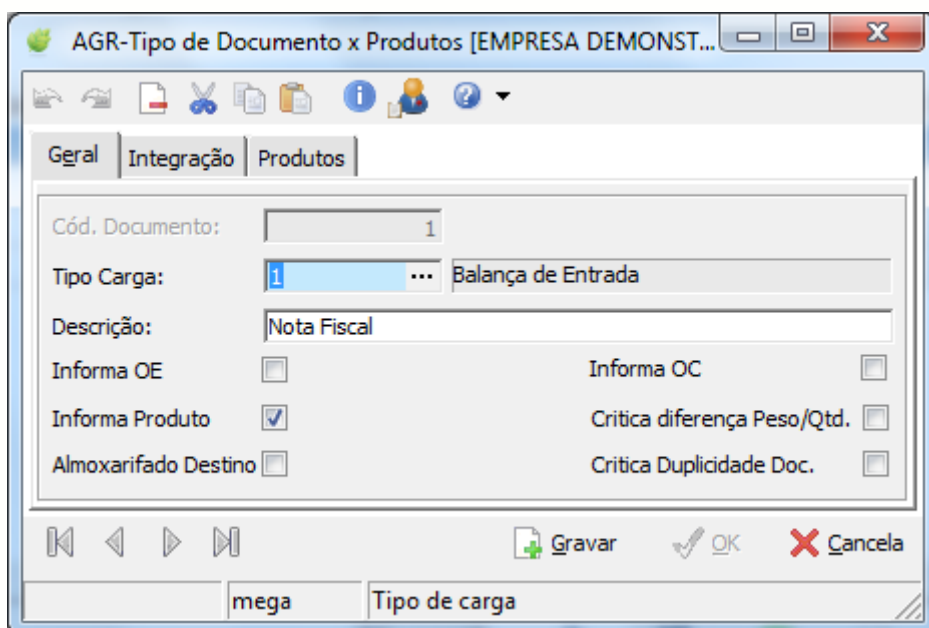 AGR-Tipo de Documento x Produtos [EMPRESA DEMONST...
Geral Integração Produtos
Cód. Documento: 1
Tipo Carga: 1 ... Balança de Entrada
Descrição: Nota Fiscal
Informa OE Informa OC
Informa Produto Critica diferença Peso/Qtd.
Almoxarifado Destino Critica Duplicidade Doc.
Gravar OK Cancela
mega Tipo de carga